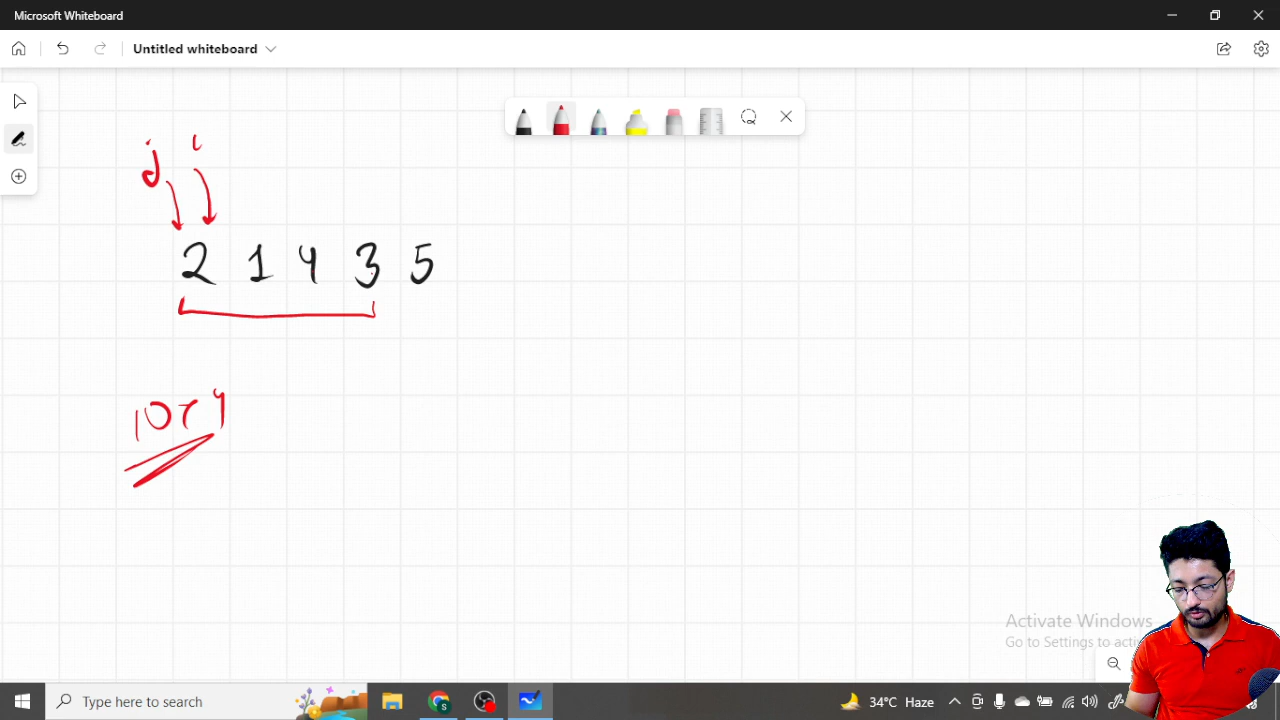 Microsoft Whiteboard
Untitled whiteboard
j i
2 1 4 3 5
Activate Windows
Go to Settings to acti
Type here to search
34°C Haze